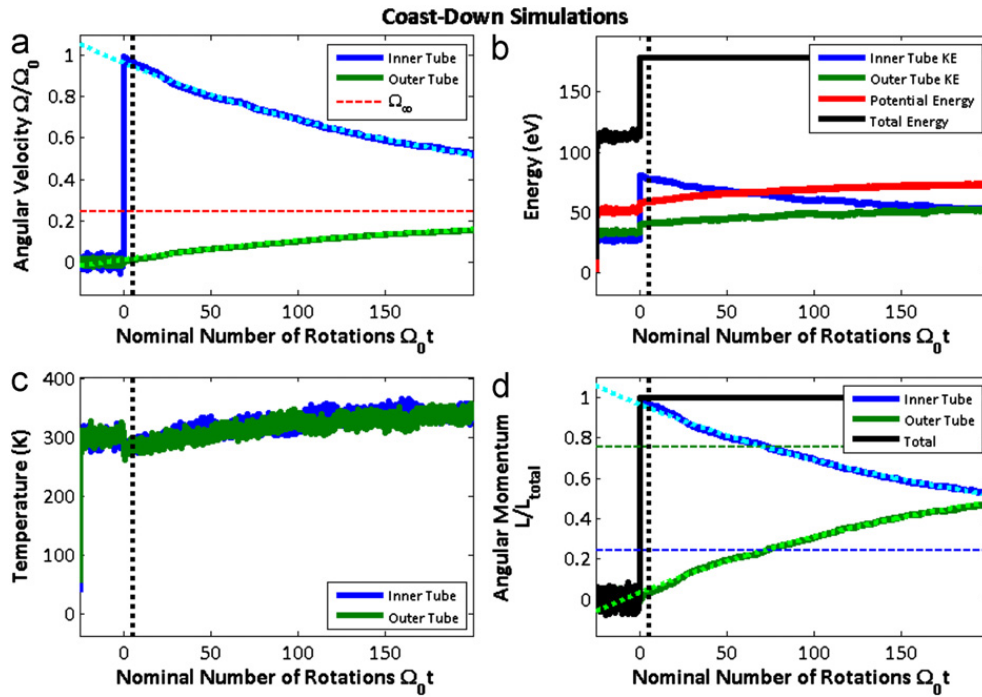 Coast-Down Simulations
a
Angular Velocity Ω/Ω₀
1
0.8
0.6
0.4
0.2
0
Inner Tube
Outer Tube
Ω∞
0 50 100 150
Nominal Number of Rotations Ω₀t
b
Energy (eV)
150
100
50
0
Inner Tube KE
Outer Tube KE
Potential Energy
Total Energy
0 50 100 150
Nominal Number of Rotations Ω₀t
c
Temperature (K)
400
300
200
100
0
Inner Tube
Outer Tube
0 50 100 150
Nominal Number of Rotations Ω₀t
d
Angular Momentum
L/Ltotal
1
0.8
0.6
0.4
0.2
0
Inner Tube
Outer Tube
Total
0 50 100 150
Nominal Number of Rotations Ω₀t